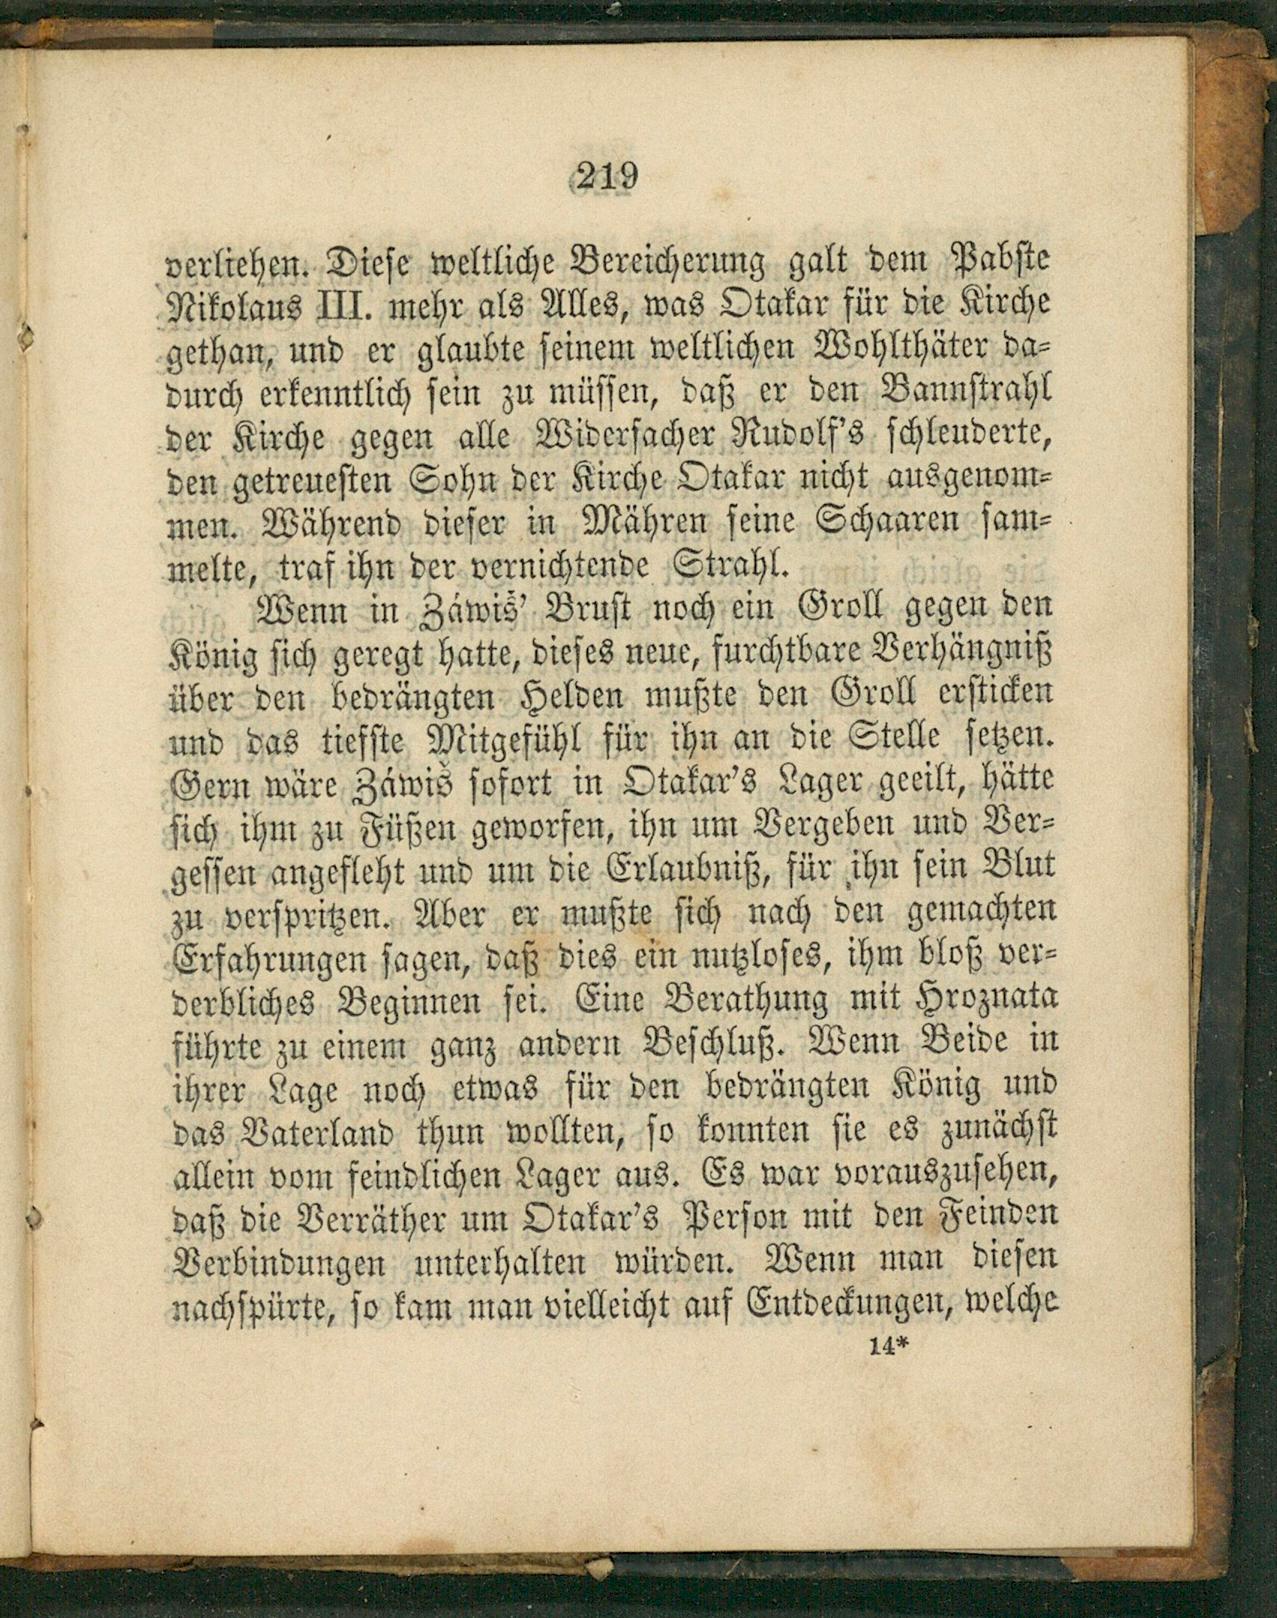 219
verliehen. Diese weltliche Bereicherung galt dem Pabste
Nikolaus III. mehr als Alles, was Otakar für die Kirche
gethan, und er glaubte seinem weltlichen Wohlthäter da-
durch erkenntlich sein zu müssen, daß er den Bannstrahl
der Kirche gegen alle Widersacher Rudolf's schleuderte,
den getreuesten Sohn der Kirche Otakar nicht ausgenom-
men. Während dieser in Mähren seine Schaaren sam-
melte, traf ihn der vernichtende Strahl.
Wenn in Záwiš' Brust noch ein Groll gegen den
König sich geregt hatte, dieses neue, furchtbare Verhängniß
über den bedrängten Helden mußte den Groll ersticken
und das tiefste Mitgefühl für ihn an die Stelle setzen.
Gern wäre Záwiš sofort in Otakar's Lager geeilt, hätte
sich ihm zu Füßen geworfen, ihn um Vergeben und Ver-
gessen angefleht und um die Erlaubniß, für ihn sein Blut
zu verspritzen. Aber er mußte sich nach den gemachten
Erfahrungen sagen, daß dies ein nutzloses, ihm bloß ver-
derbliches Beginnen sei. Eine Berathung mit Hroznata
führte zu einem ganz andern Beschluß. Wenn Beide in
ihrer Lage noch etwas für den bedrängten König und
das Vaterland thun wollten, so konnten sie es zunächst
allein vom feindlichen Lager aus. Es war vorauszusehen,
daß die Verräther um Otakar's Person mit den Feinden
Verbindungen unterhalten würden. Wenn man diesen
nachspürte, so kam man vielleicht auf Entdeckungen, welche
14*